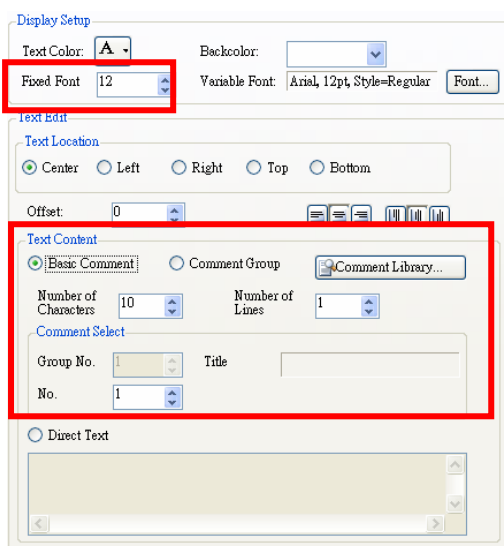 Display Setup
Text Color: A Backcolor:
Fixed Font 12 Variable Font: Arial, 12pt, Style=Regular Font...
Text Edit
Text Location
Center Left Right Top Bottom
Offset: 0
Text Content
Basic Comment Comment Group Comment Library...
Number of Characters 10 Number of Lines 1
Comment Select
Group No. 1 Title
No. 1
Direct Text